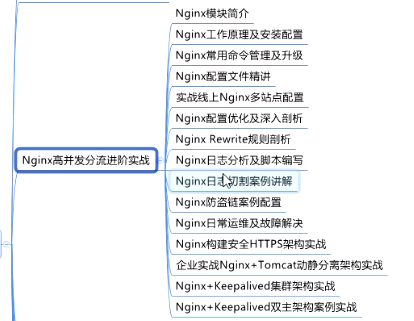 Nginx模块简介
Nginx工作原理及安装配置
Nginx常用命令管理及升级
Nginx配置文件精讲
实战线上Nginx多站点配置
Nginx配置优化及深入剖析
Nginx Rewrite规则剖析
Nginx高并发分流进阶实战
Nginx日志分析及脚本编写
Nginx日志切割案例讲解
Nginx防盗链案例配置
Nginx日常运维及故障解决
Nginx构建安全HTTPS架构实战
企业实战Nginx+Tomcat动静分离架构实战
Nginx+Keepalived集群架构实战
Nginx+Keepalived双主架构案例实战